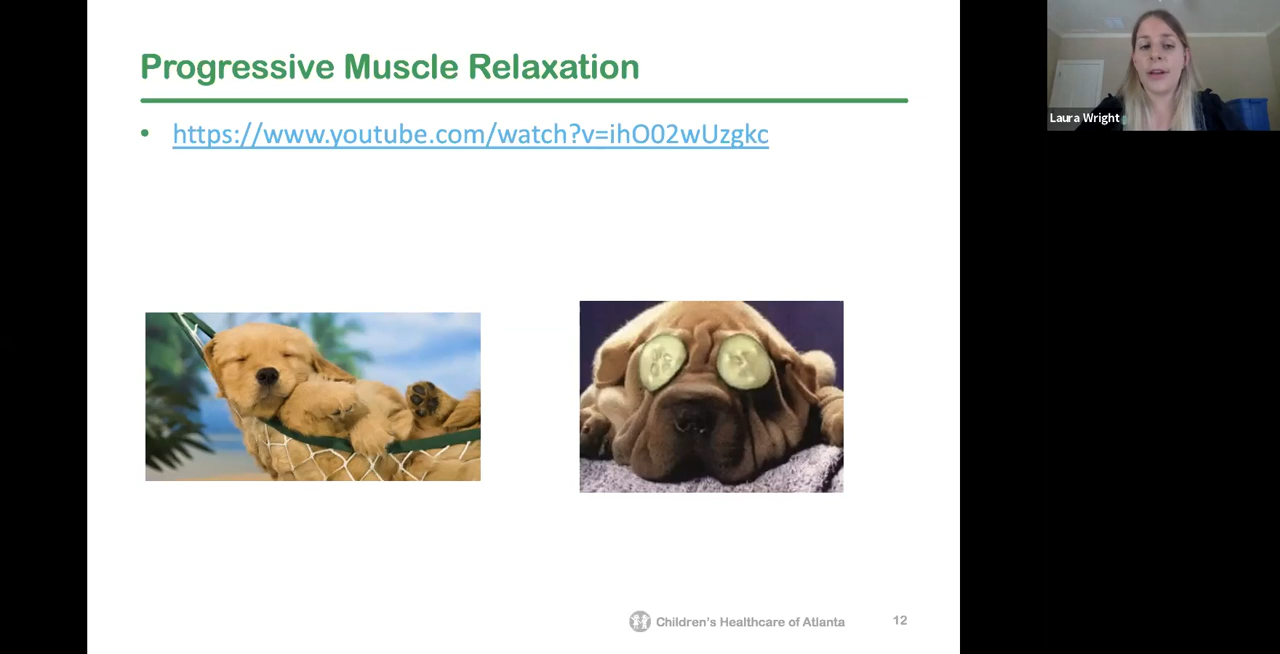 Progressive Muscle Relaxation
• https://www.youtube.com/watch?v=ihO02wUzgkc
Laura Wright
Children's Healthcare of Atlanta
12